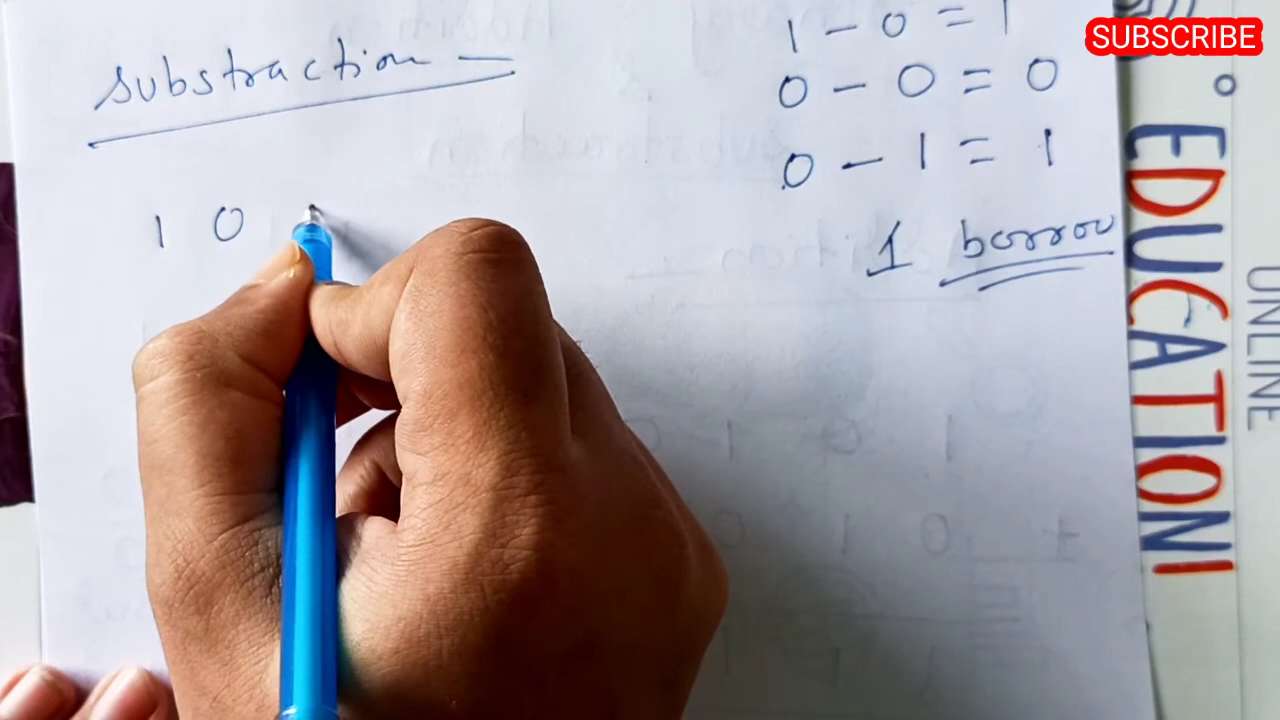 substraction —
1 0
1 - 0 = 1
0 - 0 = 0
0 - 1 = 1
1 borrow
SUBSCRIBE
EDUCATION
ONLINE